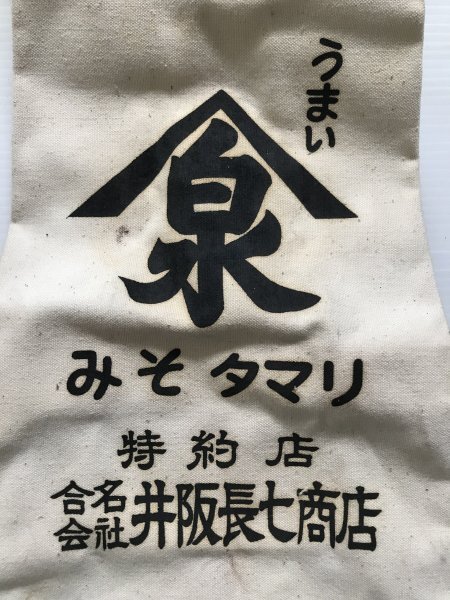 うまい
泉
みそタマリ
特約店
合名会社 井阪長七商店